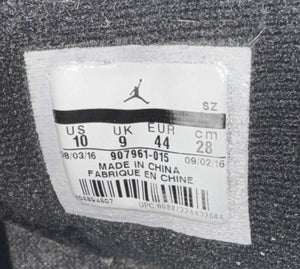 SZ
US UK EUR cm
10 9 44 28
08/03/16 907961-015 09/02/16
MADE IN CHINA
FABRIQUE EN CHINE
UPC: